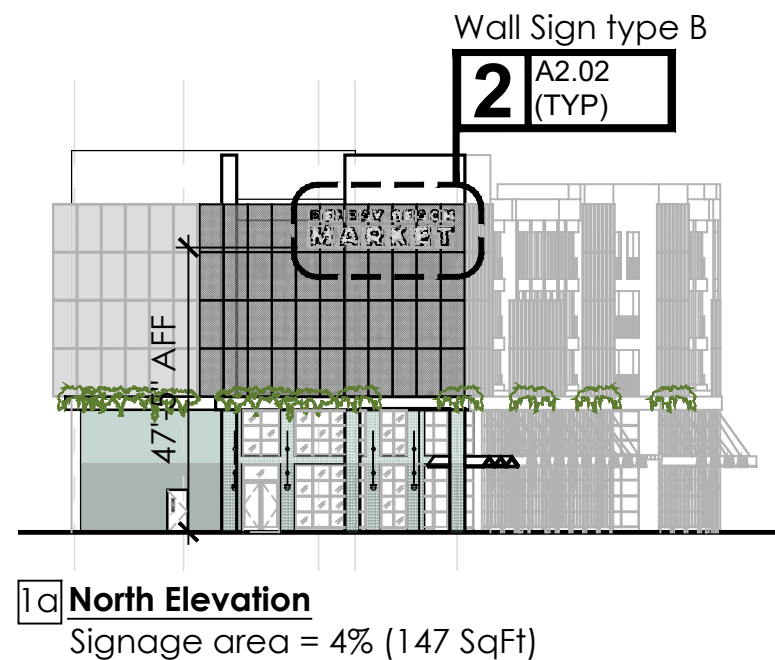 Wall Sign type B
2
A2.02
(TYP)
MARKET
47' 5" AFF
1a North Elevation
Signage area = 4% (147 SqFt)